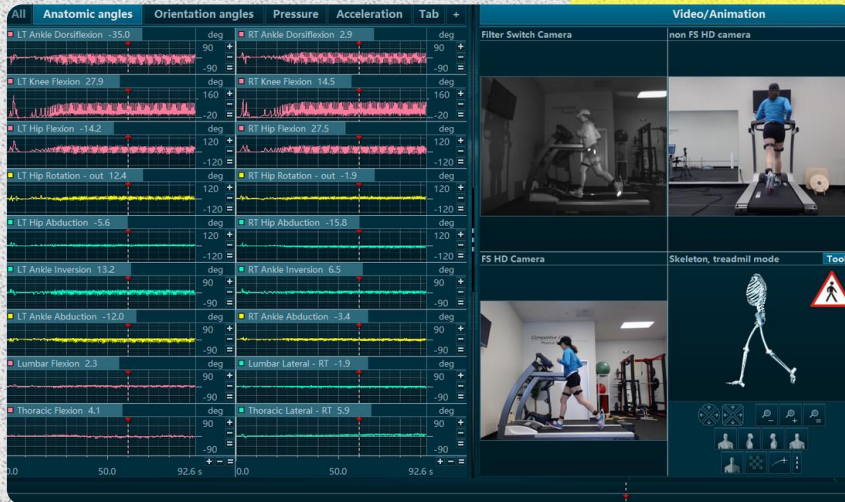 All Anatomic angles Orientation angles Pressure Acceleration Tab +
LT Ankle Dorsiflexion -35.0 deg
90 +
-
-90 =
RT Ankle Dorsiflexion 2.9 deg
90 +
-
-90 =
LT Knee Flexion 27.9 deg
160 +
-
-20 =
RT Knee Flexion 14.5 deg
160 +
-
-20 =
LT Hip Flexion -14.2 deg
120 +
-
-120 =
RT Hip Flexion 27.5 deg
120 +
-
-120 =
LT Hip Rotation - out 12.4 deg
120 +
-
-120 =
RT Hip Rotation - out -1.9 deg
120 +
-
-120 =
LT Hip Abduction -5.6 deg
120 +
-
-120 =
RT Hip Abduction -15.8 deg
120 +
-
-120 =
LT Ankle Inversion 13.2 deg
90 +
-
-90 =
RT Ankle Inversion 6.5 deg
90 +
-
-90 =
LT Ankle Abduction -12.0 deg
90 +
-
-90 =
RT Ankle Abduction -3.4 deg
90 +
-
-90 =
Lumbar Flexion 2.3 deg
90 +
-
-90 =
Lumbar Lateral - RT -1.9 deg
90 +
-
-90 =
Thoracic Flexion 4.1 deg
90 +
-
-90 =
Thoracic Lateral - RT 5.9 deg
90 +
-
-90 =
+ - =
+ - =
0.0 50.0 92.6 s
0.0 50.0 92.6 s
Video/Animation
Filter Switch Camera
non FS HD camera
FS HD Camera
Competitive
Skeleton, treadmil mode
Tool